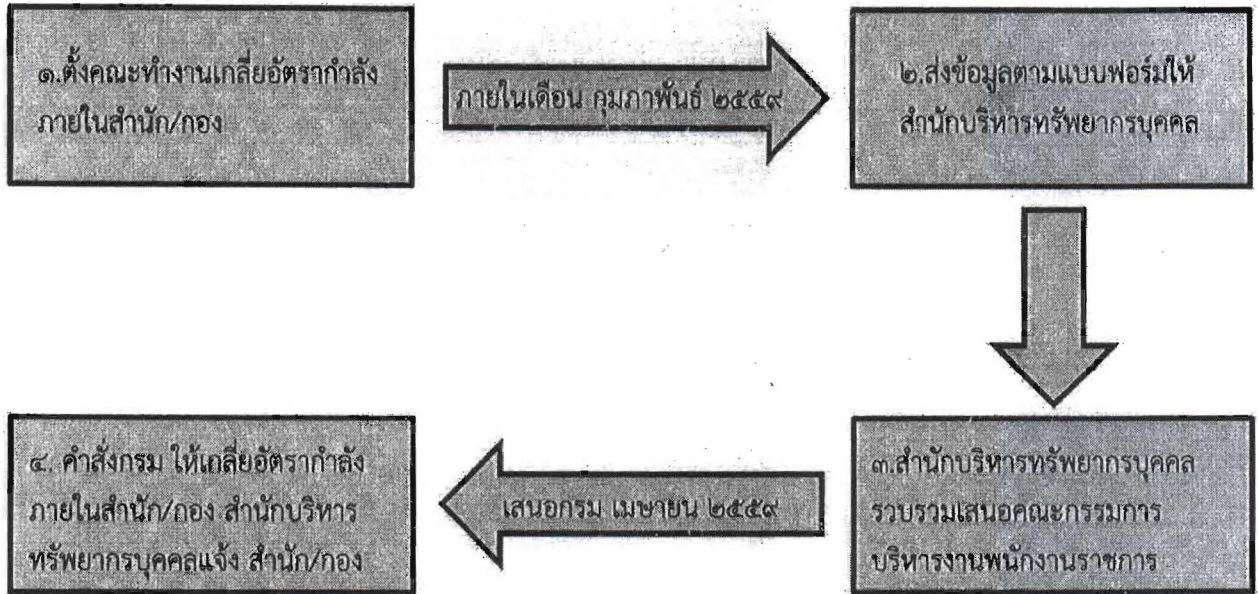 ๑.ตั้งคณะทำงานเกลี่ยอัตรากำลัง
ภายในสำนัก/กอง
ภายในเดือน กุมภาพันธ์ ๒๕๕๙
๒.ส่งข้อมูลตามแบบฟอร์มให้
สำนักบริหารทรัพยากรบุคคล
๓.สำนักบริหารทรัพยากรบุคคล
รวบรวมเสนอคณะกรรมการ
บริหารงานพนักงานราชการ
เสนอกรม เมษายน ๒๕๕๙
๔. คำสั่งกรม ให้เกลี่ยอัตรากำลัง
ภายในสำนัก/กอง สำนักบริหาร
ทรัพยากรบุคคลแจ้ง สำนัก/กอง